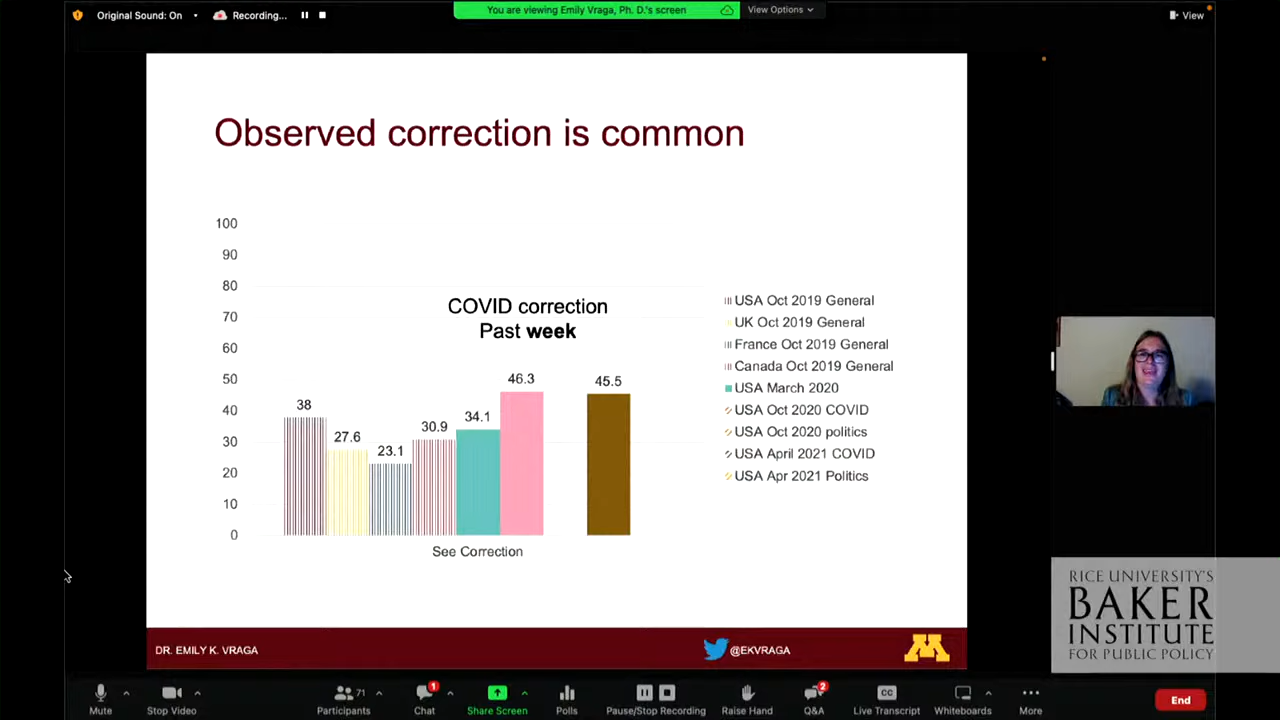 Original Sound: On
Recording...
You are viewing Emily Vraga, Ph. D.'s screen
View Options
View
Observed correction is common
100
90
80
70
60
50
40
30
20
10
0
COVID correction
Past week
38
27.6
23.1
30.9
34.1
46.3
45.5
See Correction
USA Oct 2019 General
UK Oct 2019 General
France Oct 2019 General
Canada Oct 2019 General
USA March 2020
USA Oct 2020 COVID
USA Oct 2020 politics
USA April 2021 COVID
USA Apr 2021 Politics
DR. EMILY K. VRAGA
@EKVRAGA
M
RICE UNIVERSITY'S
BAKER
INSTITUTE
FOR PUBLIC POLICY
Mute
Stop Video
71
Participants
1
Chat
Share Screen
Polls
Pause/Stop Recording
Raise Hand
2
Q&A
CC
Live Transcript
Whiteboards
More
End